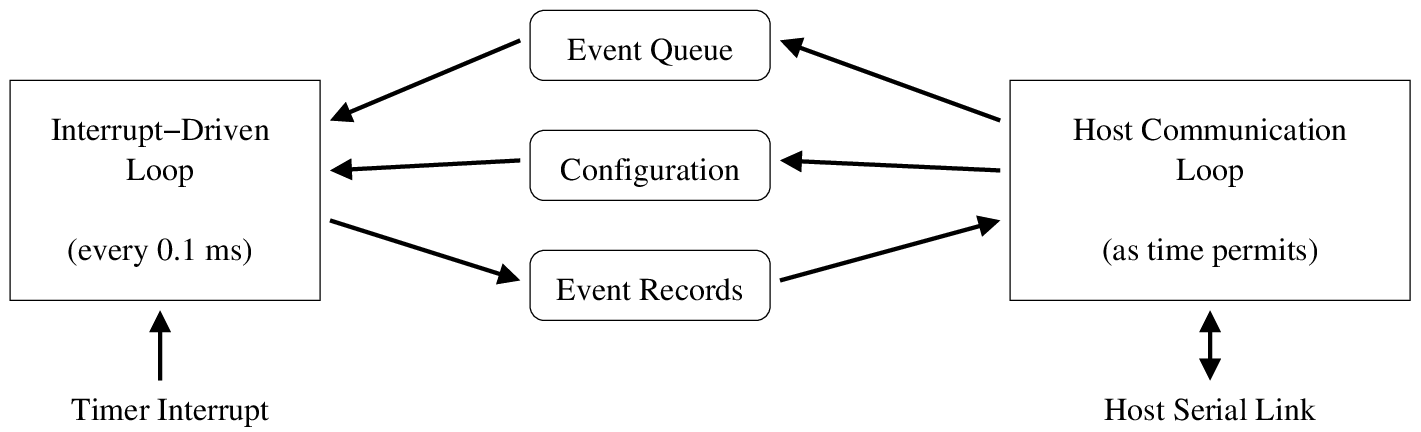 Event Queue
Interrupt−Driven
Loop
(every 0.1 ms)
Configuration
Event Records
Host Communication
Loop
(as time permits)
Timer Interrupt
Host Serial Link